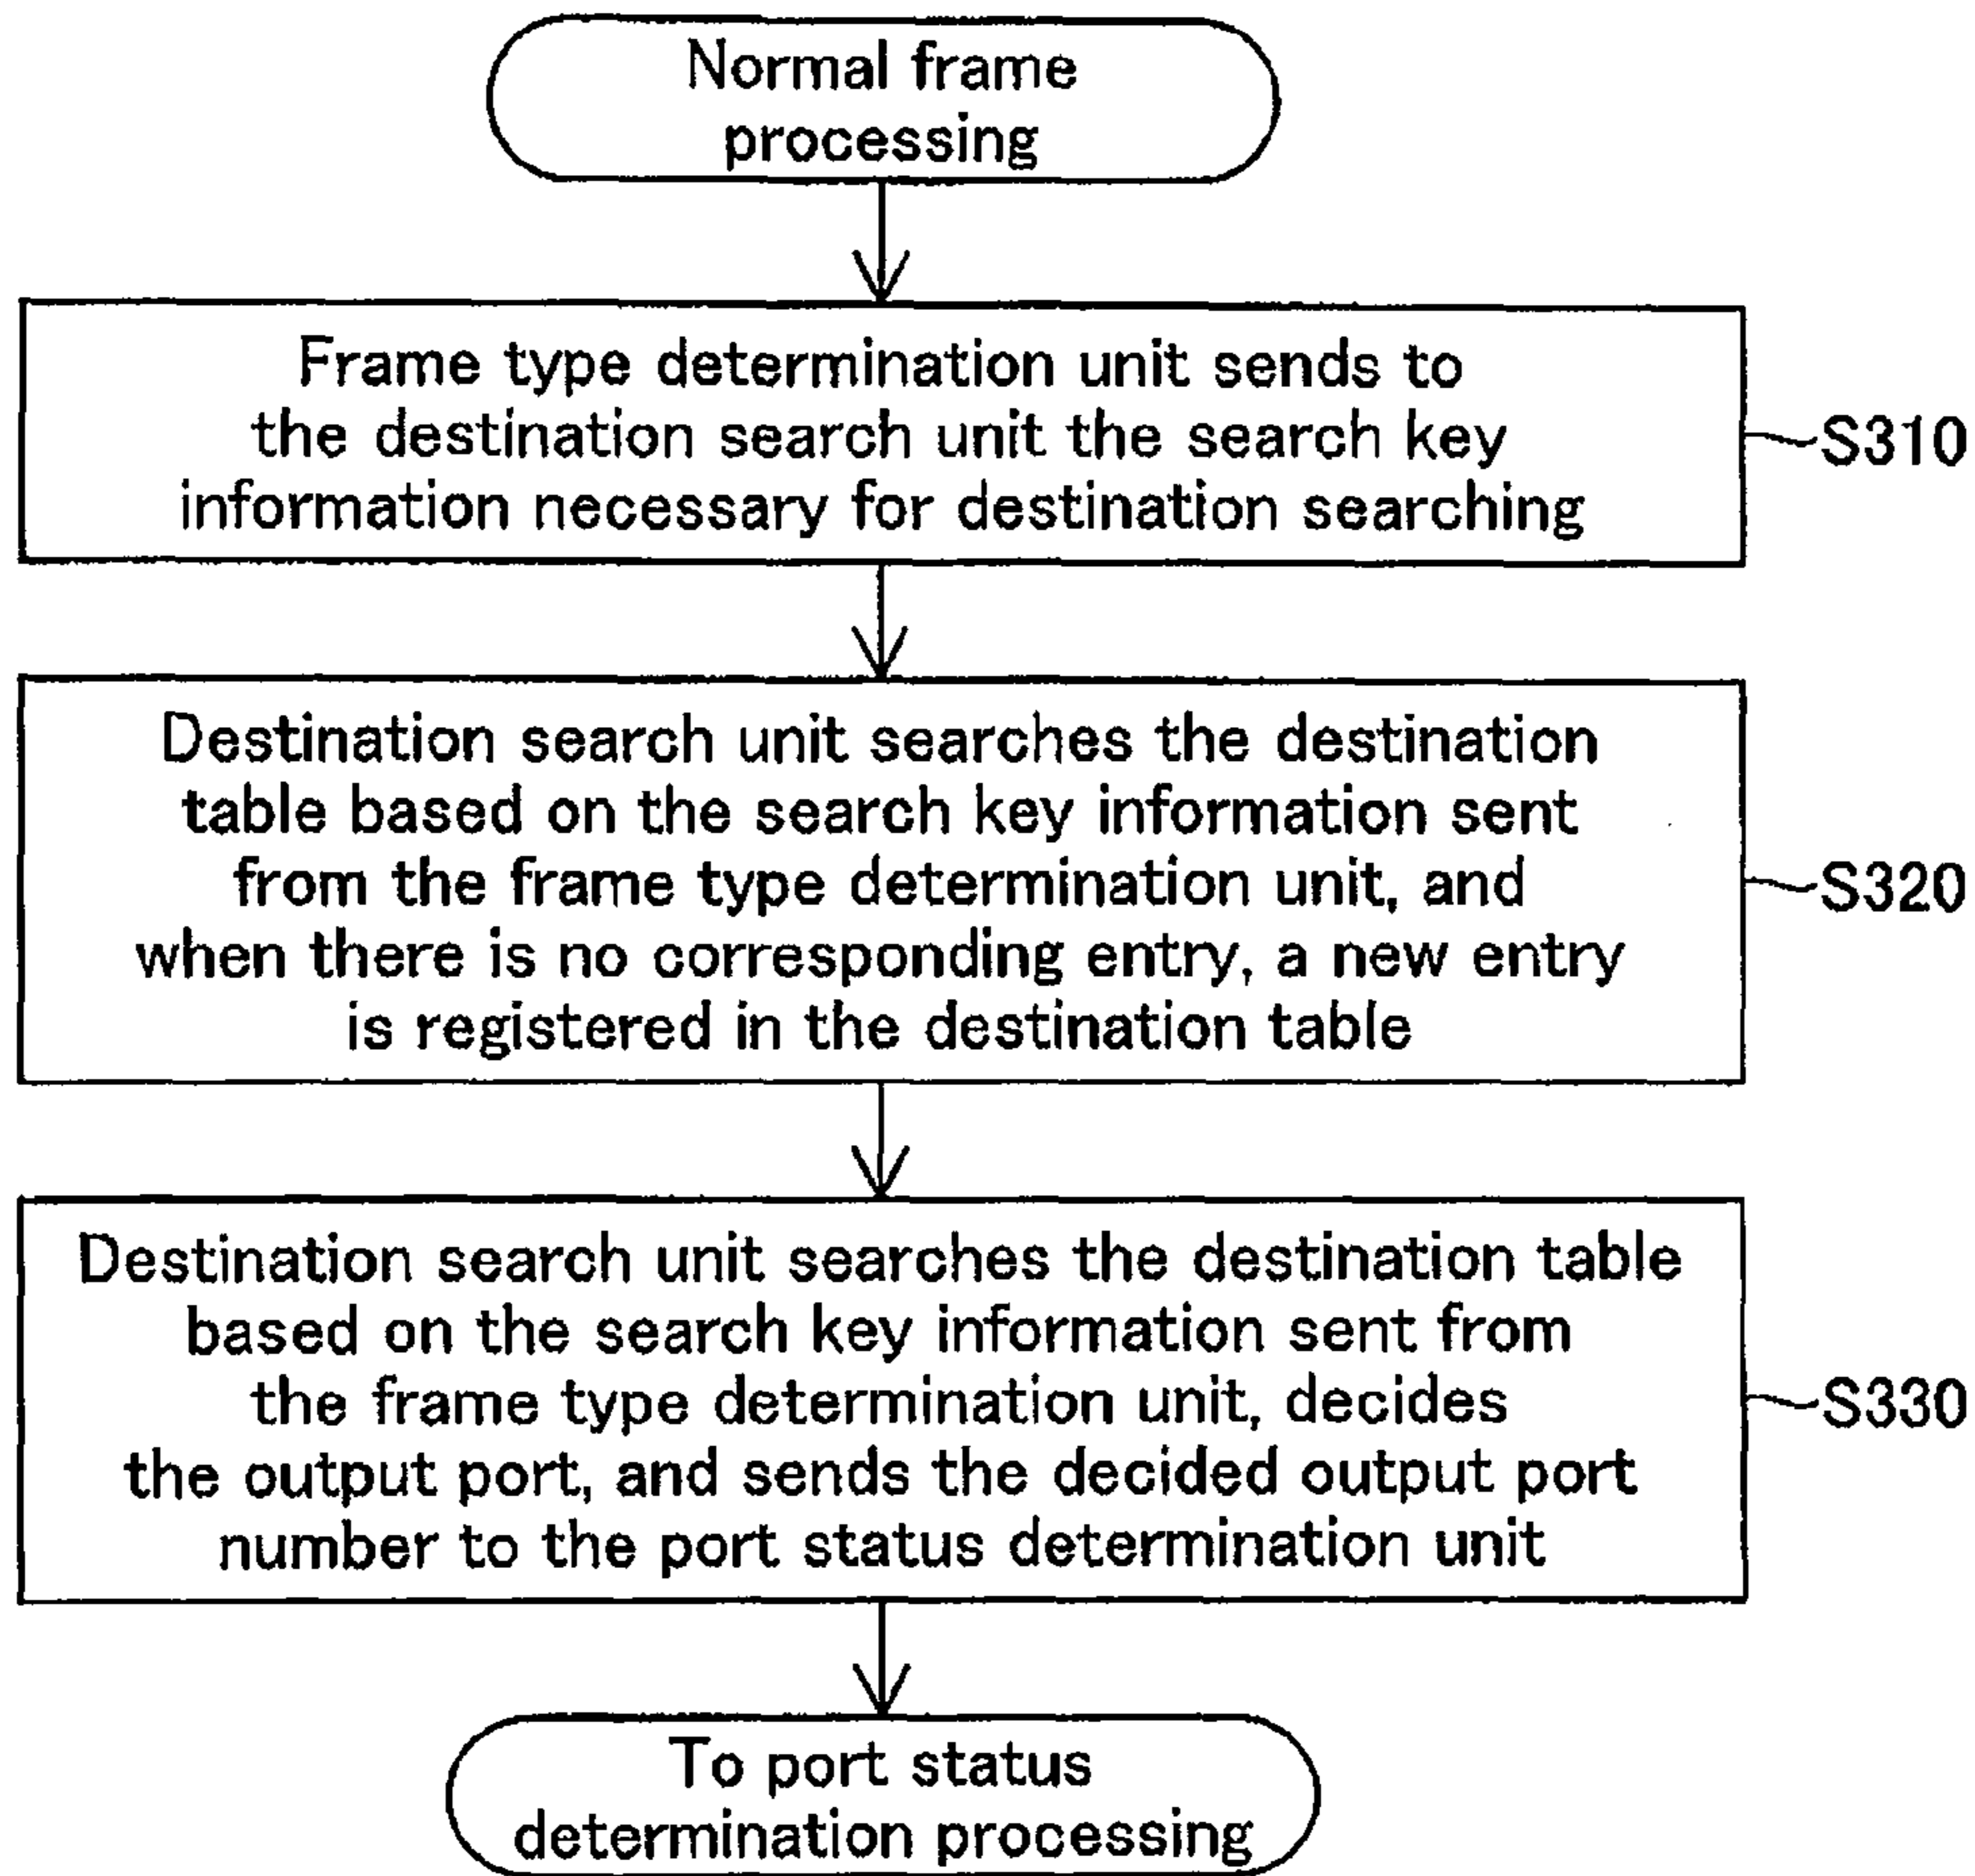 Normal frame
processing
Frame type determination unit sends to
the destination search unit the search key
information necessary for destination searching
S310
Destination search unit searches the destination
table based on the search key information sent
from the frame type determination unit, and
when there is no corresponding entry, a new entry
is registered in the destination table
S320
Destination search unit searches the destination table
based on the search key information sent from
the frame type determination unit, decides
the output port, and sends the decided output port
number to the port status determination unit
S330
To port status
determination processing